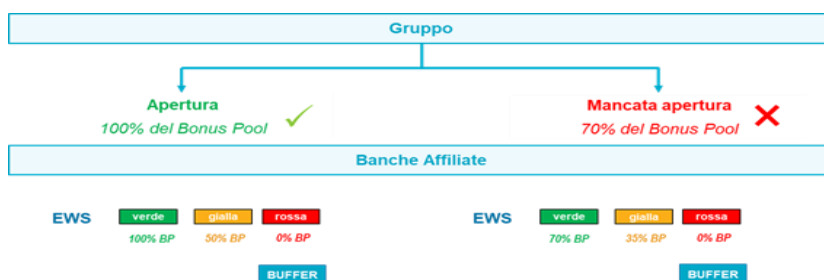 Gruppo
Apertura
100% del Bonus Pool
Mancata apertura
70% del Bonus Pool
Banche Affiliate
EWS verde gialla rossa
100% BP 50% BP 0% BP
BUFFER
EWS verde gialla rossa
70% BP 35% BP 0% BP
BUFFER